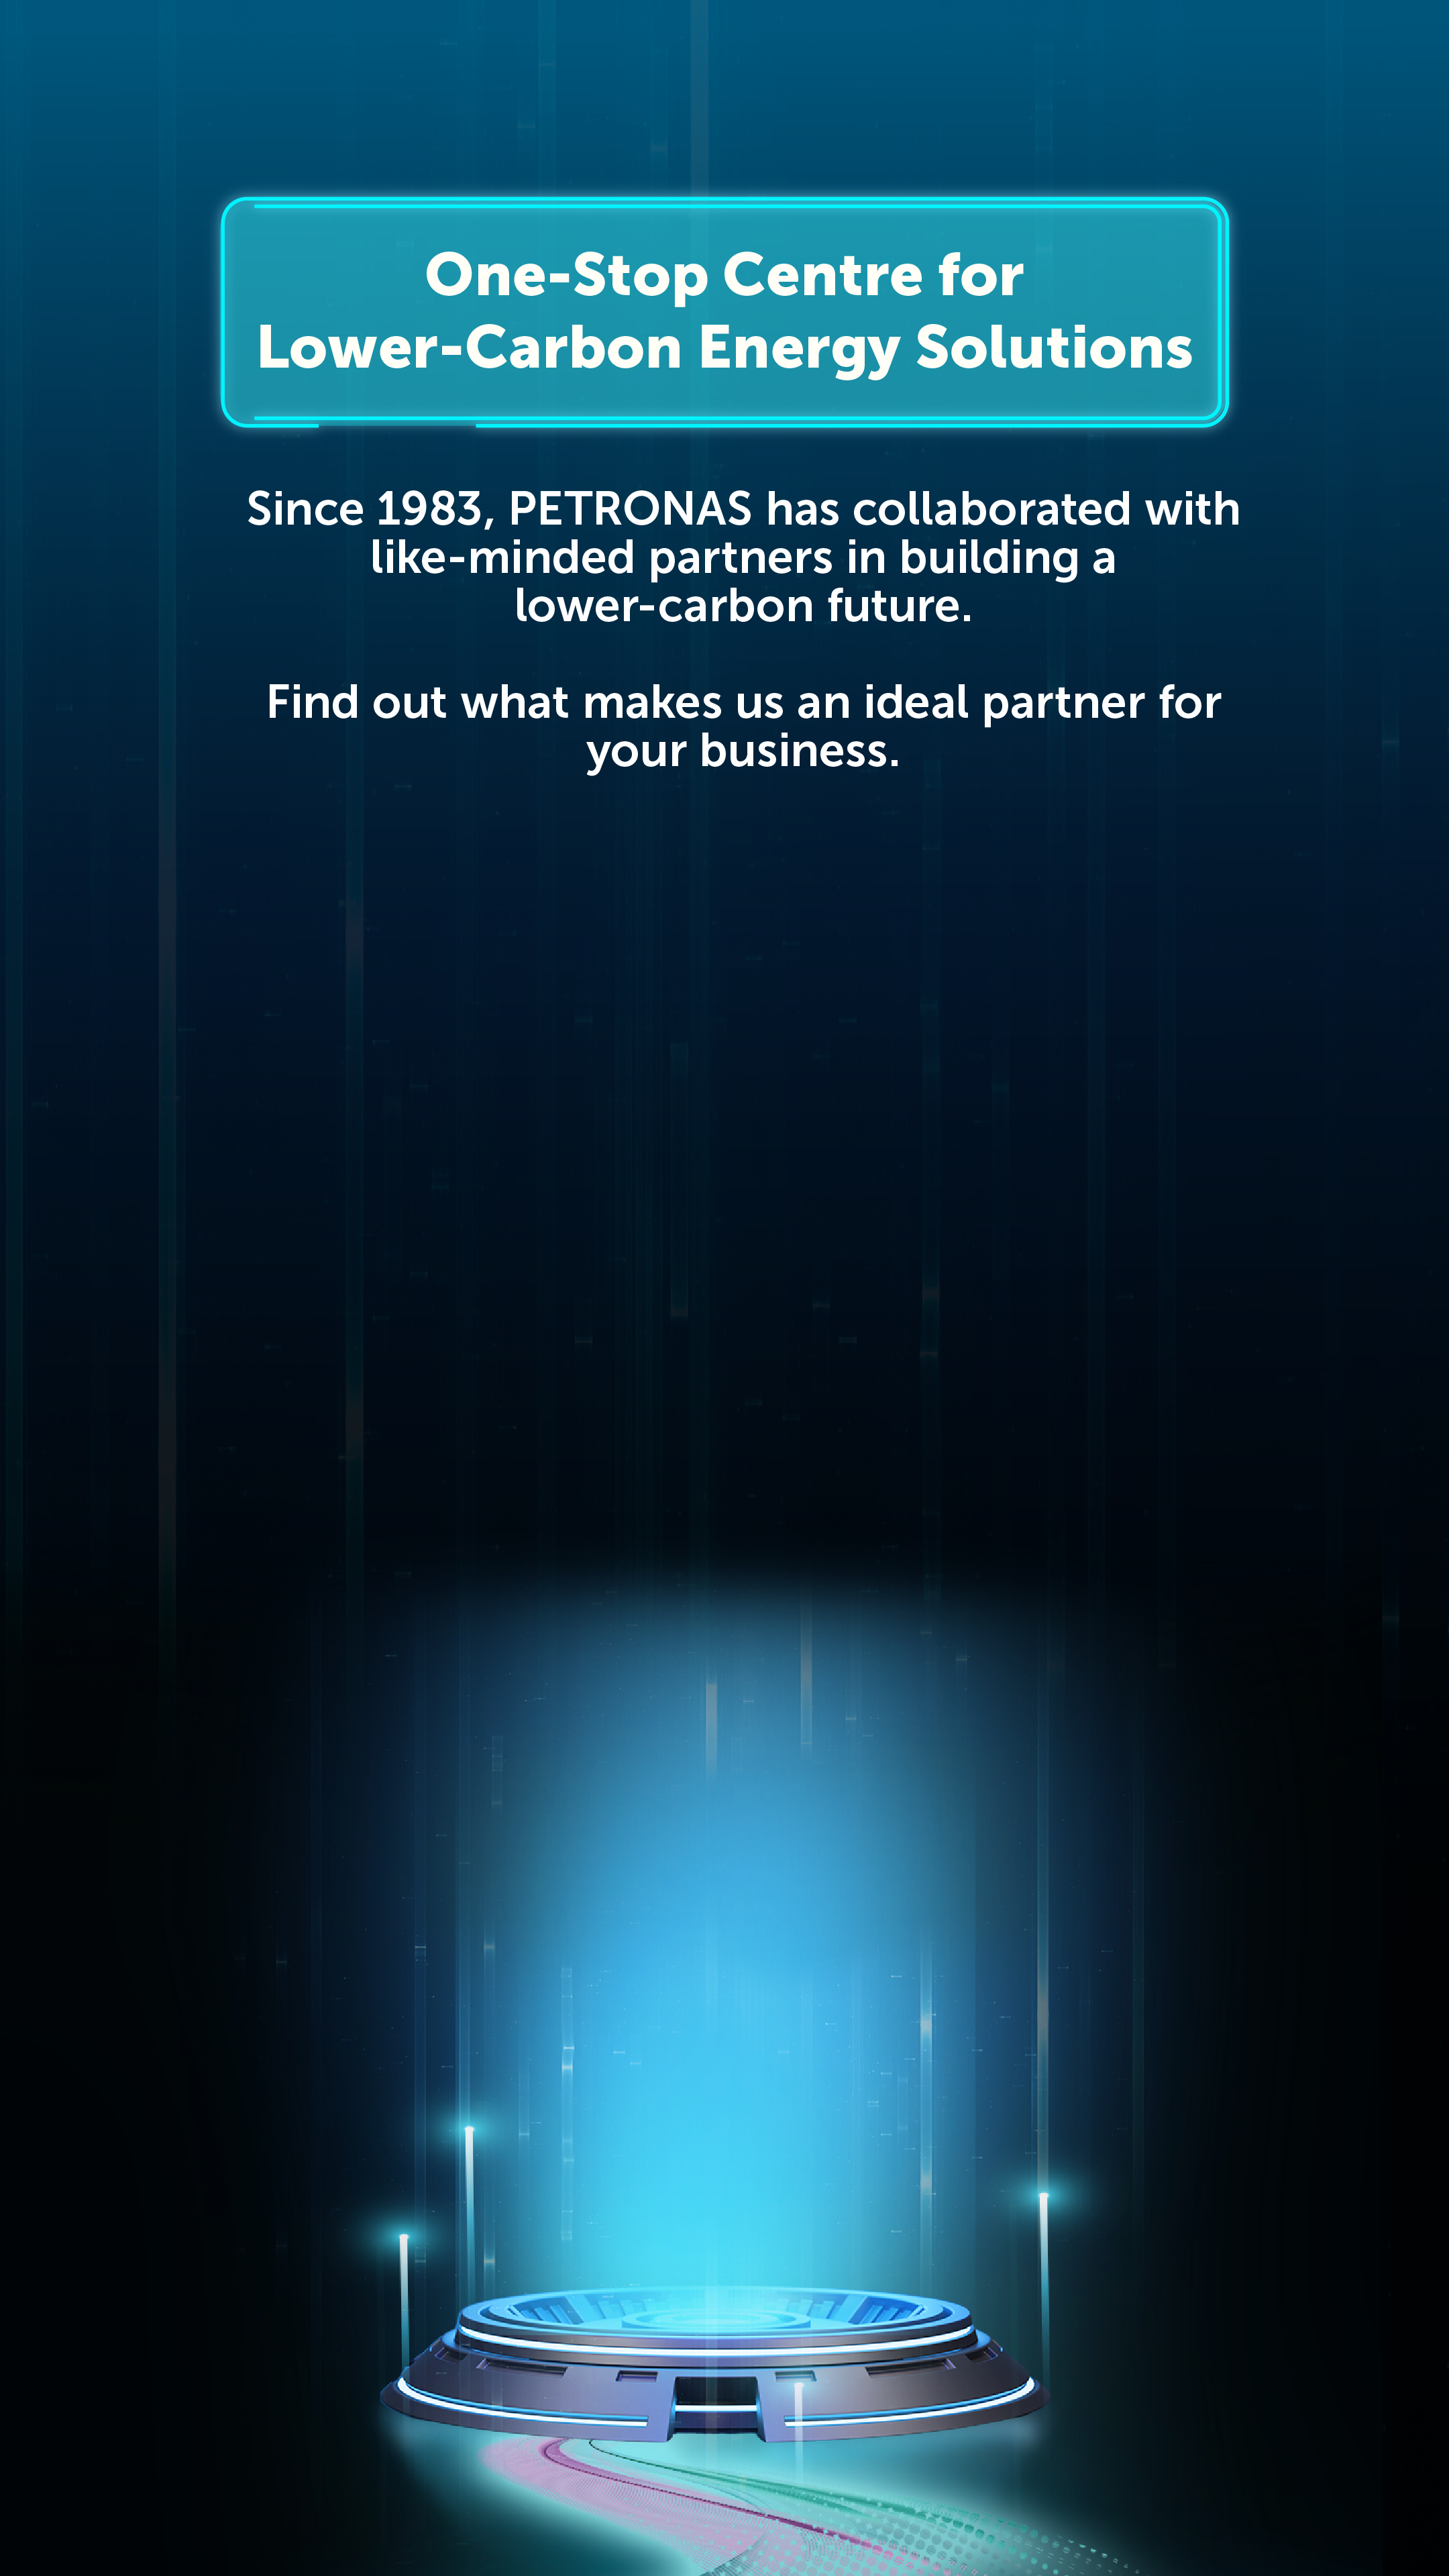 One-Stop Centre for
Lower-Carbon Energy Solutions
Since 1983, PETRONAS has collaborated with
like-minded partners in building a
lower-carbon future.
Find out what makes us an ideal partner for
your business.